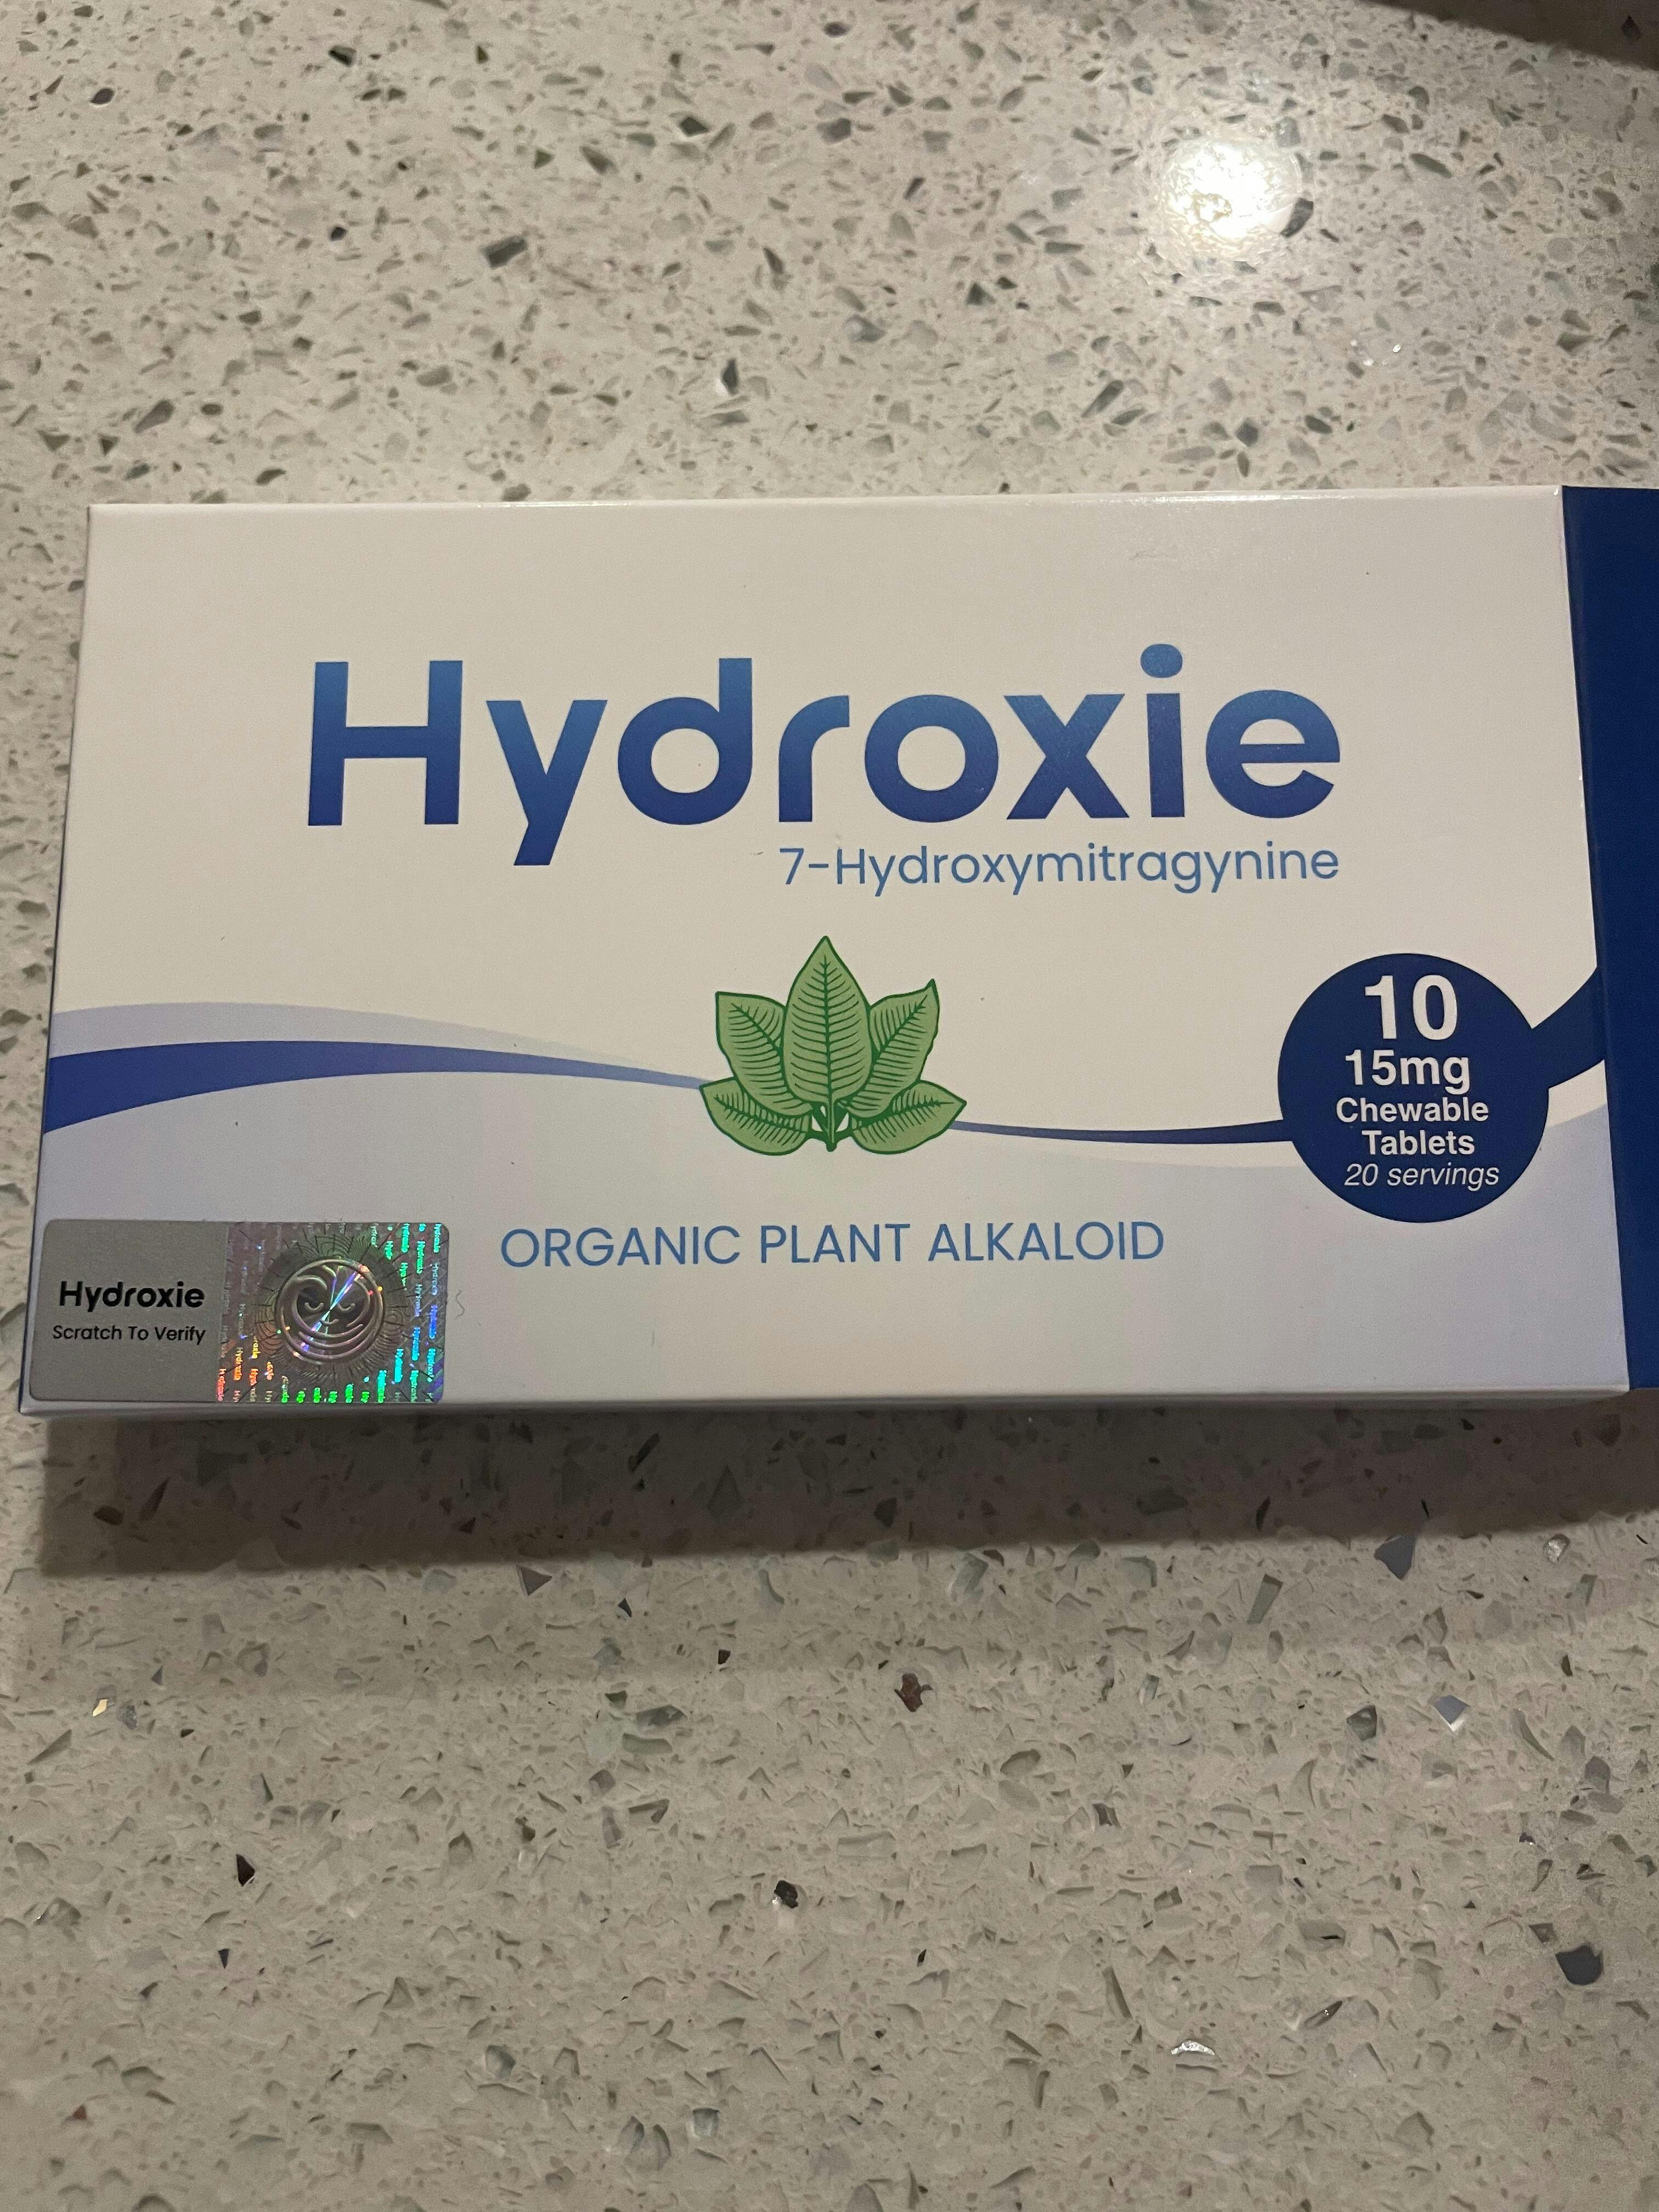 Hydroxie
7-Hydroxymitragynine
10
15mg
Chewable
Tablets
20 servings
ORGANIC PLANT ALKALOID
Hydroxie
Scratch To Verify